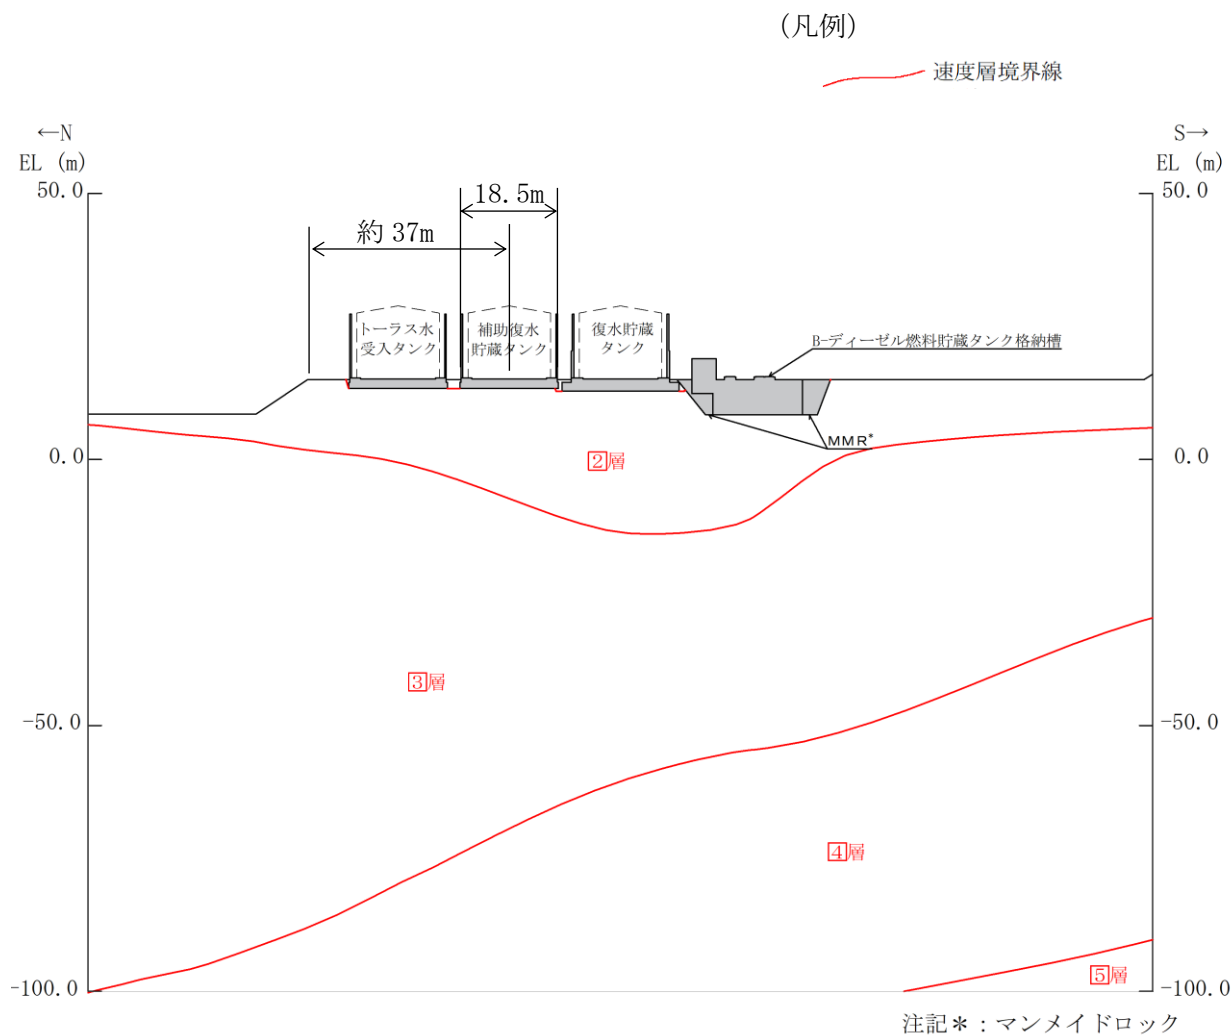 (凡例)
速度層境界線
←N
S→
EL (m)
EL (m)
50.0
50.0
18.5m
約 37m
トーラス水
受入タンク
補助復水
貯蔵タンク
復水貯蔵
タンク
B-ディーゼル燃料貯蔵タンク格納槽
MMR*
0.0
0.0
②層
③層
-50.0
-50.0
④層
⑤層
-100.0
-100.0
注記*：マンメイドロック